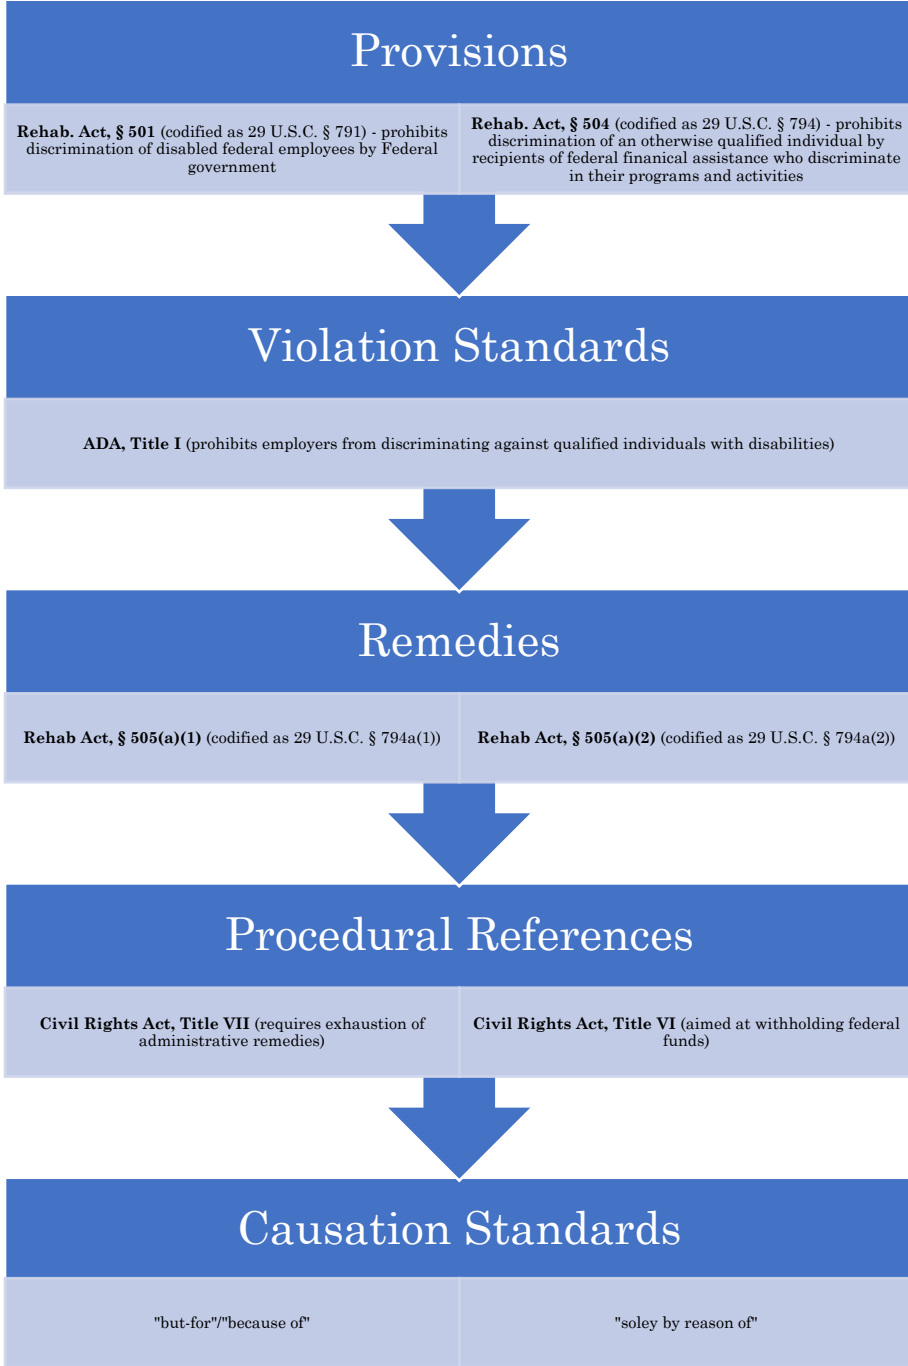 Provisions
Rehab. Act, § 501 (codified as 29 U.S.C. § 791) - prohibits
discrimination of disabled federal employees by Federal
government
Rehab. Act, § 504 (codified as 29 U.S.C. § 794) - prohibits
discrimination of an otherwise qualified individual by
recipients of federal finanical assistance who discriminate
in their programs and activities
Violation Standards
ADA, Title I (prohibits employers from discriminating against qualified individuals with disabilities)
Remedies
Rehab Act, § 505(a)(1) (codified as 29 U.S.C. § 794a(1))
Rehab Act, § 505(a)(2) (codified as 29 U.S.C. § 794a(2))
Procedural References
Civil Rights Act, Title VII (requires exhaustion of
administrative remedies)
Civil Rights Act, Title VI (aimed at withholding federal
funds)
Causation Standards
"but-for"/"because of"
"soley by reason of"